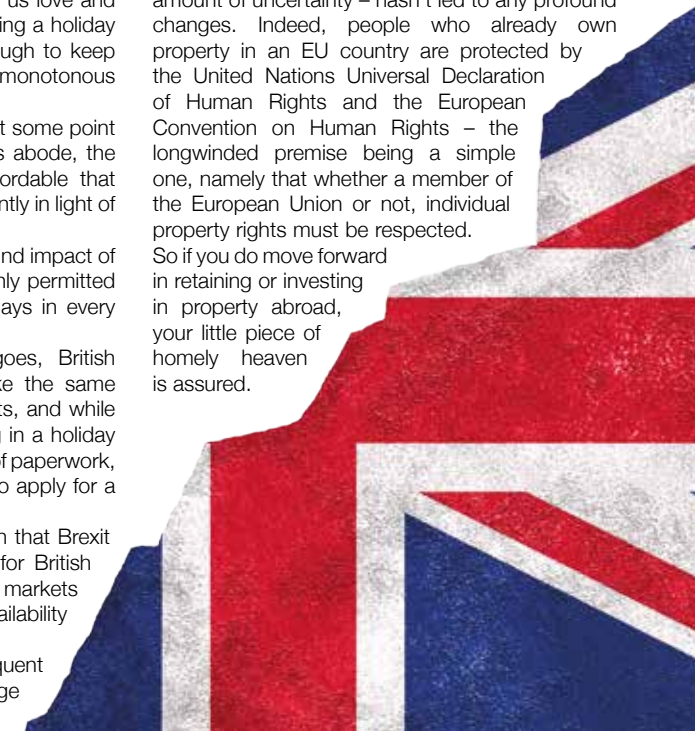 us love and
ing a holiday
ugh to keep
monotonous
t some point
s abode, the
ordable that
ntly in light of
nd impact of
nly permitted
ays in every
goes, British
ke the same
ts, and while
g in a holiday
of paperwork,
o apply for a
n that Brexit
for British
markets
ailability
quent
ge
amount of uncertainty – hasn't led to any profound
changes. Indeed, people who already own
property in an EU country are protected by
the United Nations Universal Declaration
of Human Rights and the European
Convention on Human Rights – the
longwinded premise being a simple
one, namely that whether a member of
the European Union or not, individual
property rights must be respected.
So if you do move forward
in retaining or investing
in property abroad,
your little piece of
homely heaven
is assured.